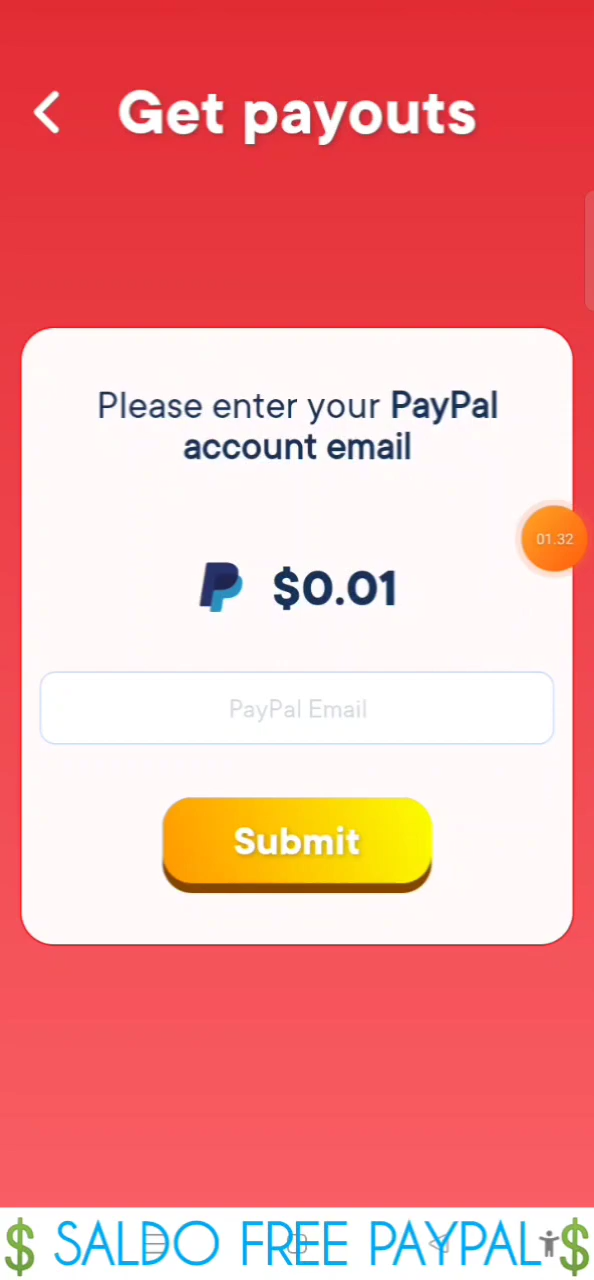 Get payouts
Please enter your PayPal
account email
$0.01
01.32
PayPal Email
Submit
$ SALDO FREE PAYPAL $